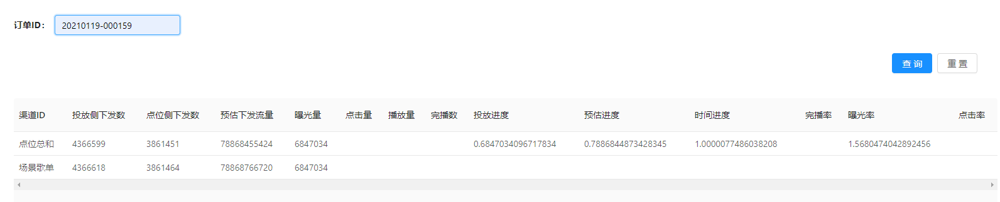 订单ID： 20210119-000159
查 询 重 置
渠道ID 投放侧下发数 点位侧下发数 预估下发流量 曝光量 点击量 播放量 完播数 投放进度 预估进度 时间进度 完播率 曝光率 点击率
点位总和 4366599 3861451 78868455424 6847034 0.6847034096717834 0.7886844873428345 1.0000077486038208 1.5680474042892456
场景歌单 4366618 3861464 78868766720 6847034